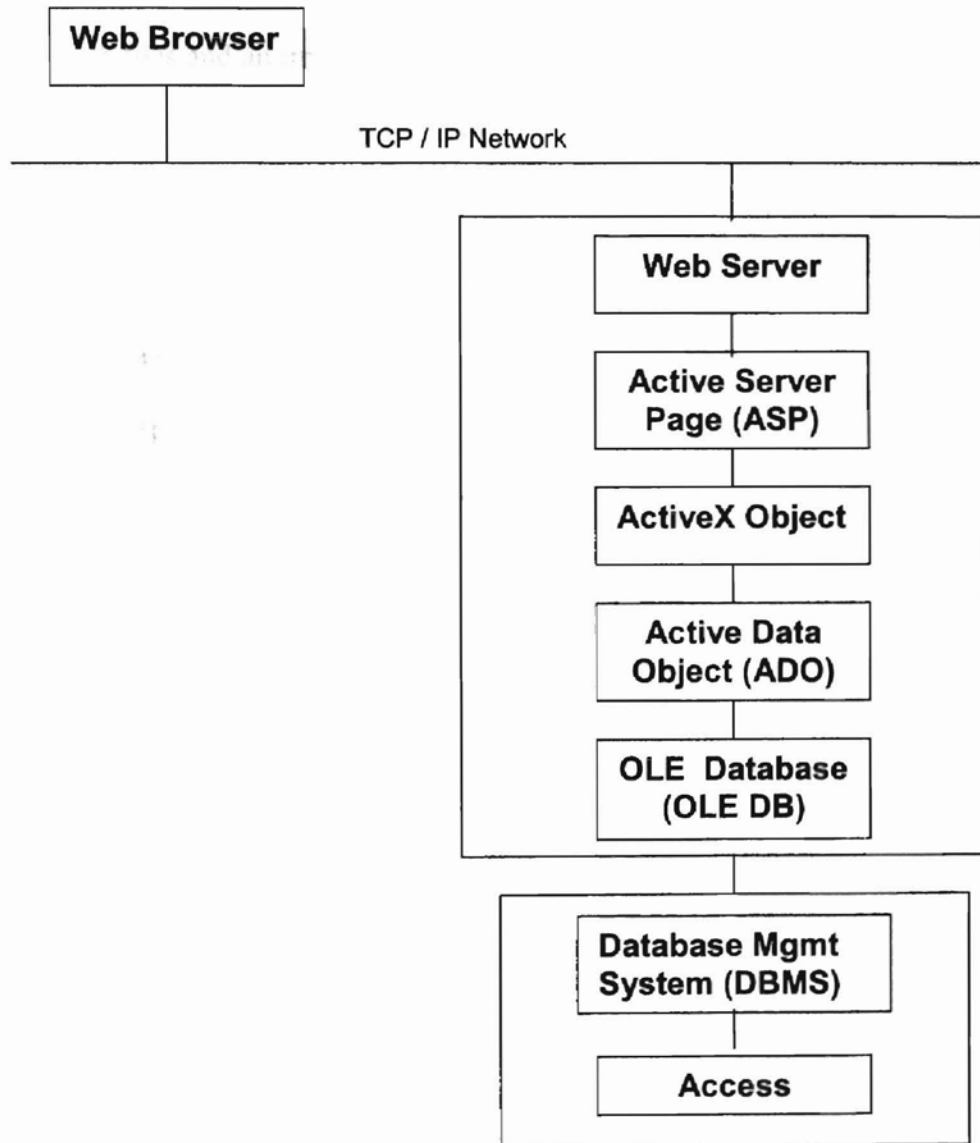 Web Browser
TCP / IP Network
Web Server
Active Server
Page (ASP)
ActiveX Object
Active Data
Object (ADO)
OLE Database
(OLE DB)
Database Mgmt
System (DBMS)
Access